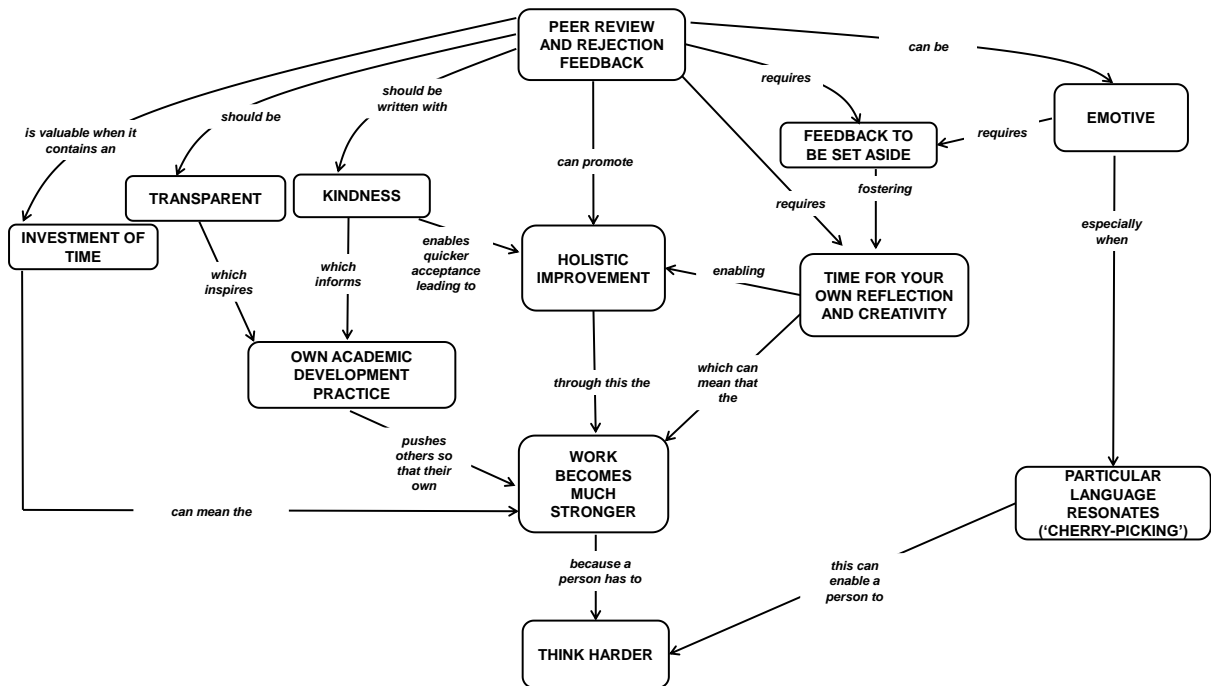 PEER REVIEW
AND REJECTION
FEEDBACK
can be
requires
should be
written with
should be
is valuable when it
contains an
EMOTIVE
requires
FEEDBACK TO
BE SET ASIDE
can promote
fostering
KINDNESS
TRANSPARENT
requires
especially
when
INVESTMENT OF
TIME
enables
quicker
acceptance
leading to
HOLISTIC
IMPROVEMENT
enabling
TIME FOR YOUR
OWN REFLECTION
AND CREATIVITY
which
inspires
which
informs
OWN ACADEMIC
DEVELOPMENT
PRACTICE
through this the
which can
mean that
the
pushes
others so
that their
own
WORK
BECOMES
MUCH
STRONGER
PARTICULAR
LANGUAGE
RESONATES
(‘CHERRY-PICKING’)
can mean the
because a
person has to
this can
enable a
person to
THINK HARDER